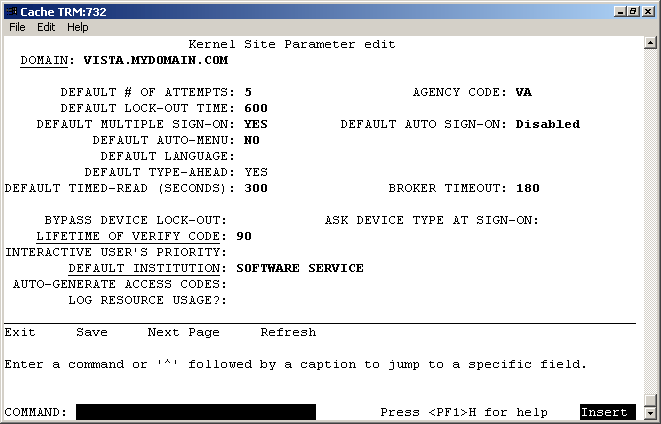 Cache TRM:732
File Edit Help
Kernel Site Parameter edit
DOMAIN: VISTA.MYDOMAIN.COM
DEFAULT # OF ATTEMPTS: 5 AGENCY CODE: VA
DEFAULT LOCK-OUT TIME: 600
DEFAULT MULTIPLE SIGN-ON: YES DEFAULT AUTO SIGN-ON: Disabled
DEFAULT AUTO-MENU: NO
DEFAULT LANGUAGE:
DEFAULT TYPE-AHEAD: YES
DEFAULT TIMED-READ (SECONDS): 300 BROKER TIMEOUT: 180
BYPASS DEVICE LOCK-OUT: ASK DEVICE TYPE AT SIGN-ON:
LIFETIME OF VERIFY CODE: 90
INTERACTIVE USER'S PRIORITY:
DEFAULT INSTITUTION: SOFTWARE SERVICE
AUTO-GENERATE ACCESS CODES:
LOG RESOURCE USAGE?:
Exit Save Next Page Refresh
Enter a command or '^' followed by a caption to jump to a specific field.
COMMAND: Press <PF1>H for help Insert